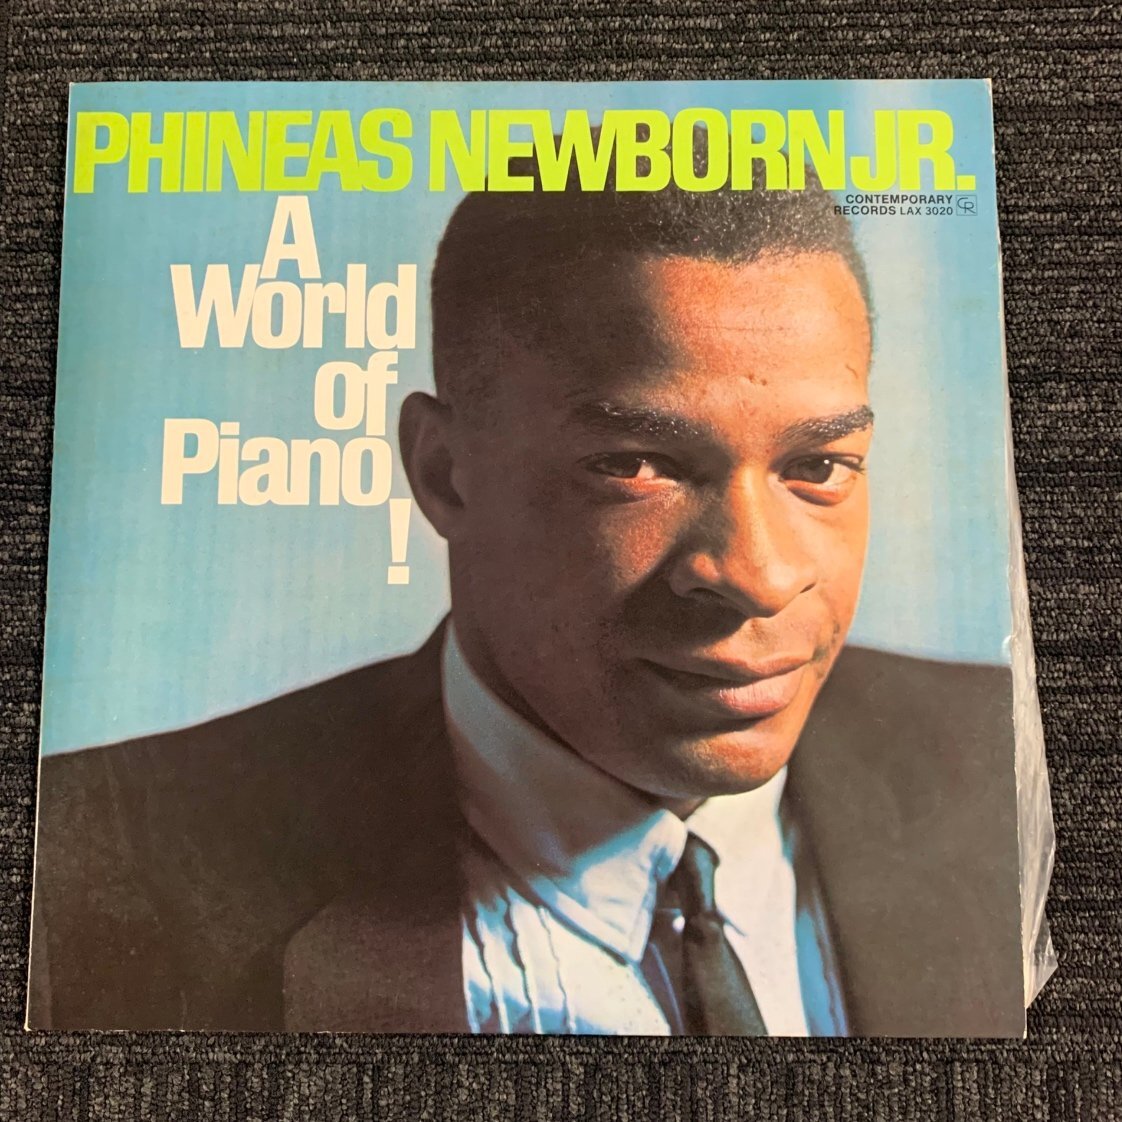 PHINEAS NEWBORN JR.
CONTEMPORARY
RECORDS LAX 3020 CR
A
World
of
Piano
!